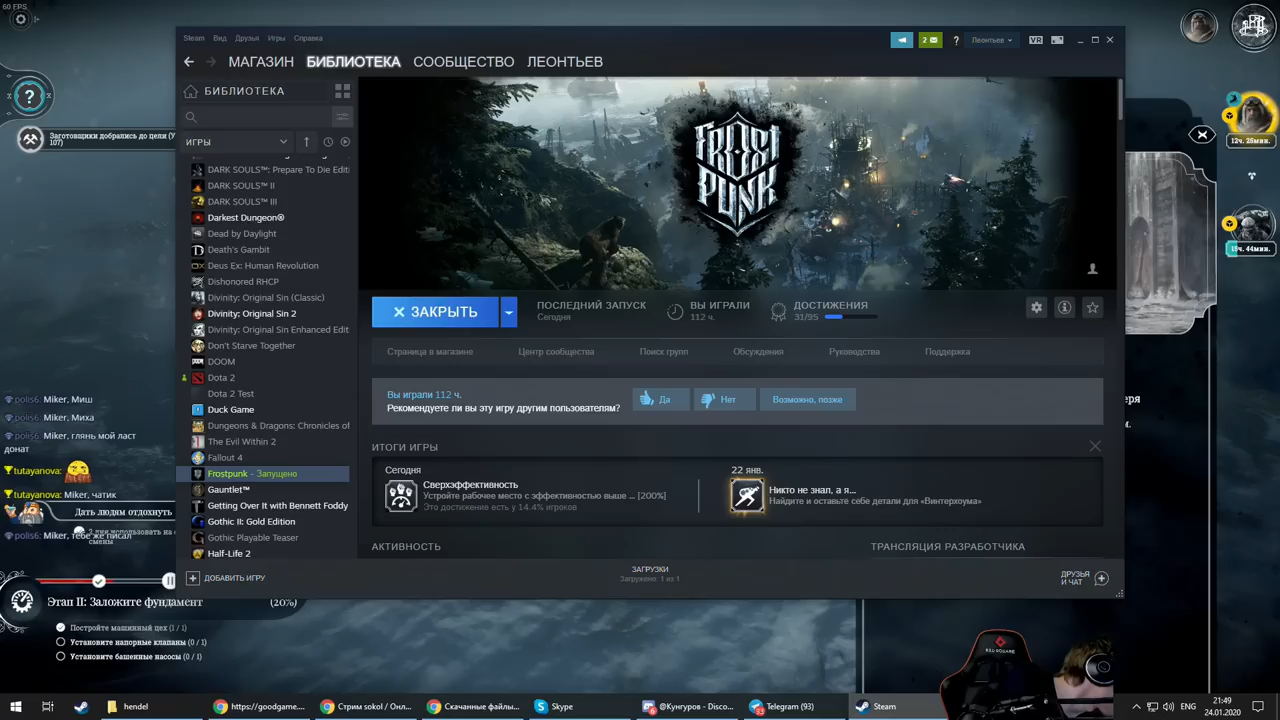 60 FPS
Steam Вид Друзья Игры Справка
2
?
Леонтьев
VR
МАГАЗИН БИБЛИОТЕКА СООБЩЕСТВО ЛЕОНТЬЕВ
БИБЛИОТЕКА
ИГРЫ
DARK SOULS™: Prepare To Die Editi
DARK SOULS™ II
DARK SOULS™ III
Darkest Dungeon®
Dead by Daylight
Death's Gambit
Deus Ex: Human Revolution
Dishonored RHCP
Divinity: Original Sin (Classic)
Divinity: Original Sin 2
Divinity: Original Sin Enhanced Edit
Don't Starve Together
DOOM
Dota 2
Dota 2 Test
Duck Game
Dungeons & Dragons: Chronicles of
The Evil Within 2
Fallout 4
Frostpunk - Запущено
Gauntlet™
Getting Over It with Bennett Foddy
Gothic II: Gold Edition
Gothic Playable Teaser
Half-Life 2
ДОБАВИТЬ ИГРУ
FROST
PUNK
ЗАКРЫТЬ
ПОСЛЕДНИЙ ЗАПУСК
Сегодня
ВЫ ИГРАЛИ
112 ч.
ДОСТИЖЕНИЯ
31/95
Страница в магазине Центр сообщества Поиск групп Обсуждения Руководства Поддержка
Вы играли 112 ч.
Рекомендуете ли вы эту игру другим пользователям?
Да
Нет
Возможно, позже
ИТОГИ ИГРЫ
Сегодня
Сверхэффективность
Устройте рабочее место с эффективностью выше ... [200%]
Это достижение есть у 14.4% игроков
22 янв.
Никто не знал, а я...
Найдите и оставьте себе детали для «Винтерхоума»
АКТИВНОСТЬ
ТРАНСЛЯЦИЯ РАЗРАБОТЧИКА
ЗАГРУЗКИ
Загружено: 1 из 1
ДРУЗЬЯ
И ЧАТ
?
Заготовщики добрались до цели (У
107)
polis6: Miker, Миш
polis6: Miker, Миха
polis6: Miker, глянь мой ласт
донат
tutayanova:
tutayanova: Miker, чатик
Дать людям отдохнуть
polis6: Miker, тебе же писал
смены
Этап II: Заложите фундамент (20%)
Постройте машинный цех (1 / 1)
Установите напорные клапаны (0 / 1)
Установите башенные насосы (0 / 1)
12ч. 26мин.
hendel
https://goodgame....
Стрим sokol / Онл...
Скачанные файлы...
Skype
@Кунгуров - Disco...
Telegram (93)
Steam
ENG
21:49
24.01.2020